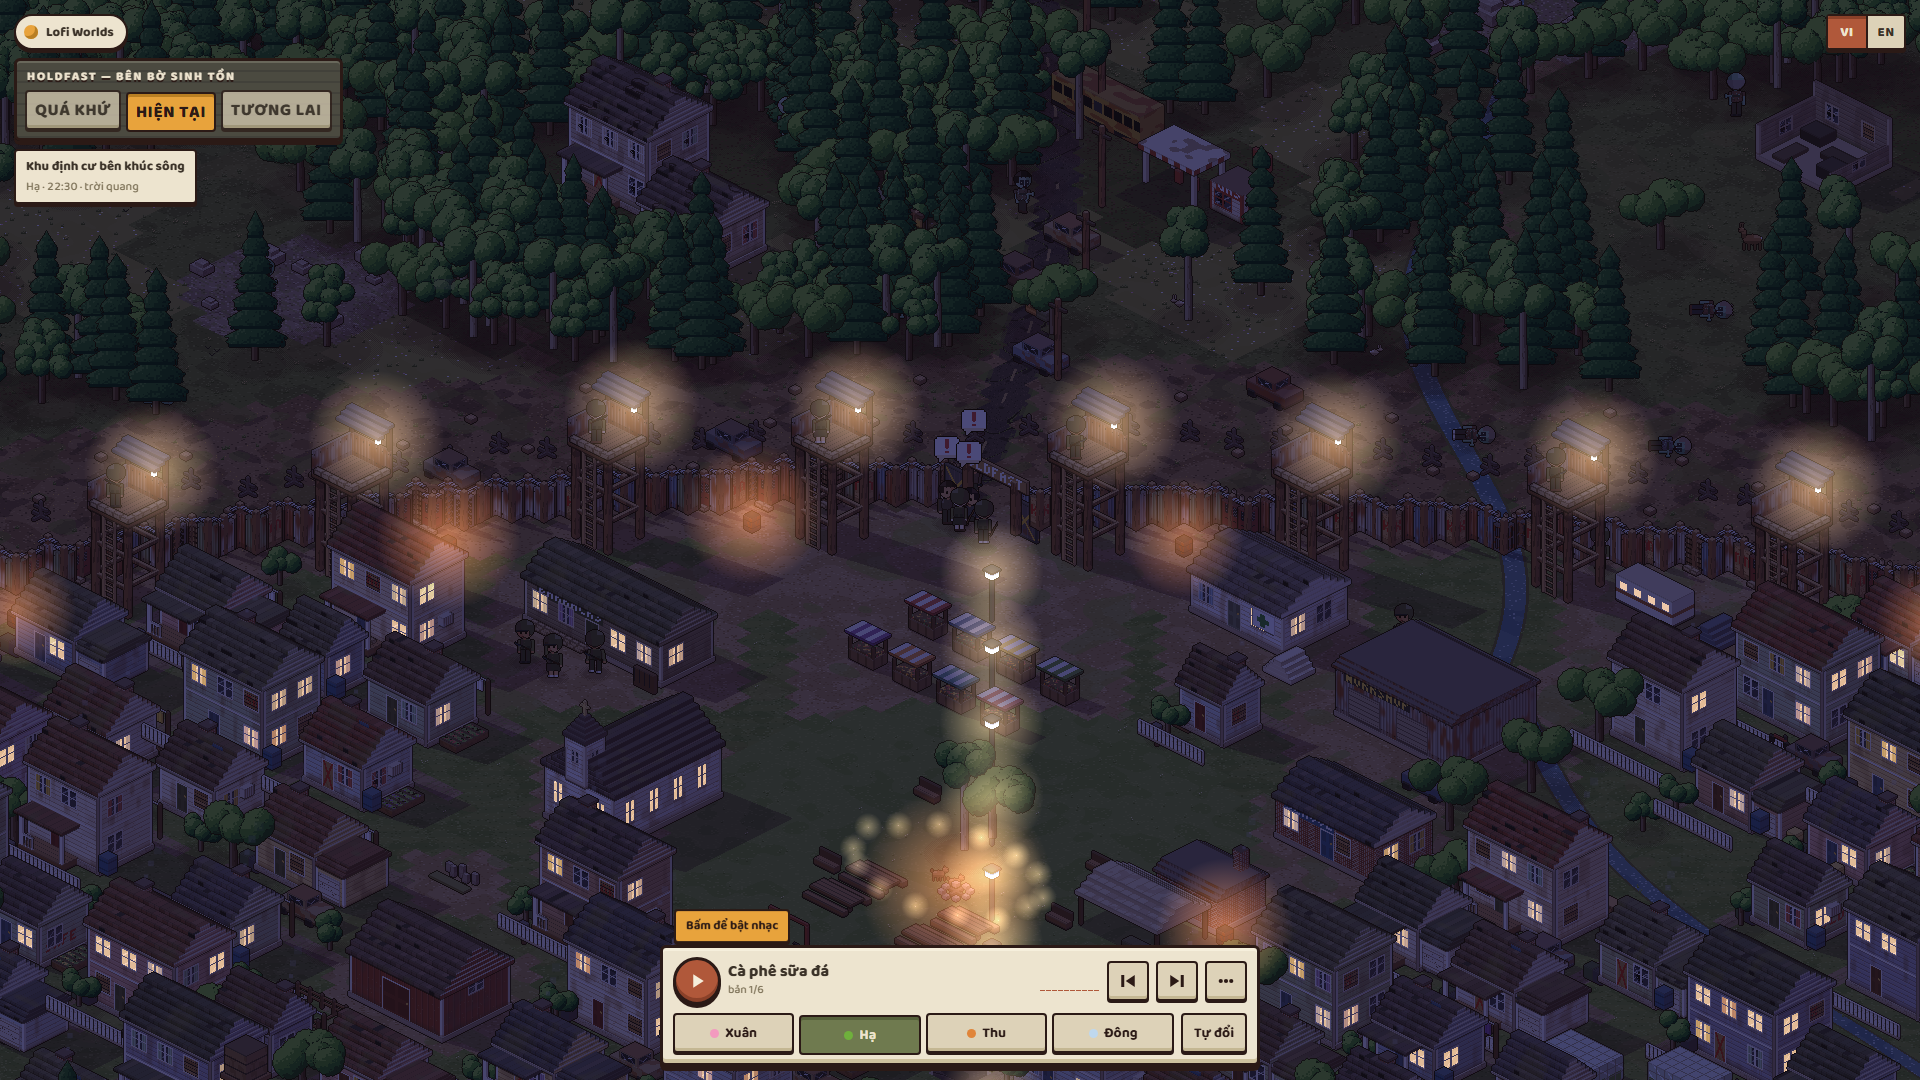 Lofi Worlds
VI
EN
HOLDFAST — BÊN BỜ SINH TỒN
QUÁ KHỨ
HIỆN TẠI
TƯƠNG LAI
Khu định cư bên khúc sông
Hạ · 22:30 · trời quang
WORKSHOP
Bấm để bật nhạc
Cà phê sữa đá
bản 1/6
Xuân
Hạ
Thu
Đông
Tự đổi